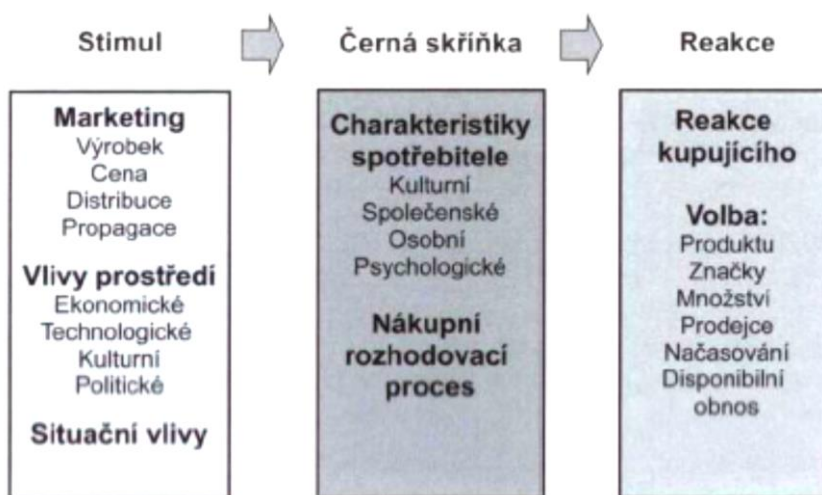 Stimul
Černá skříňka
Reakce
Marketing
Výrobek
Cena
Distribuce
Propagace
Vlivy prostředí
Ekonomické
Technologické
Kulturní
Politické
Situační vlivy
Charakteristiky
spotřebitele
Kulturní
Společenské
Osobní
Psychologické
Nákupní
rozhodovací
proces
Reakce
kupujícího
Volba:
Produktu
Značky
Množství
Prodejce
Načasování
Disponibilní
obnos